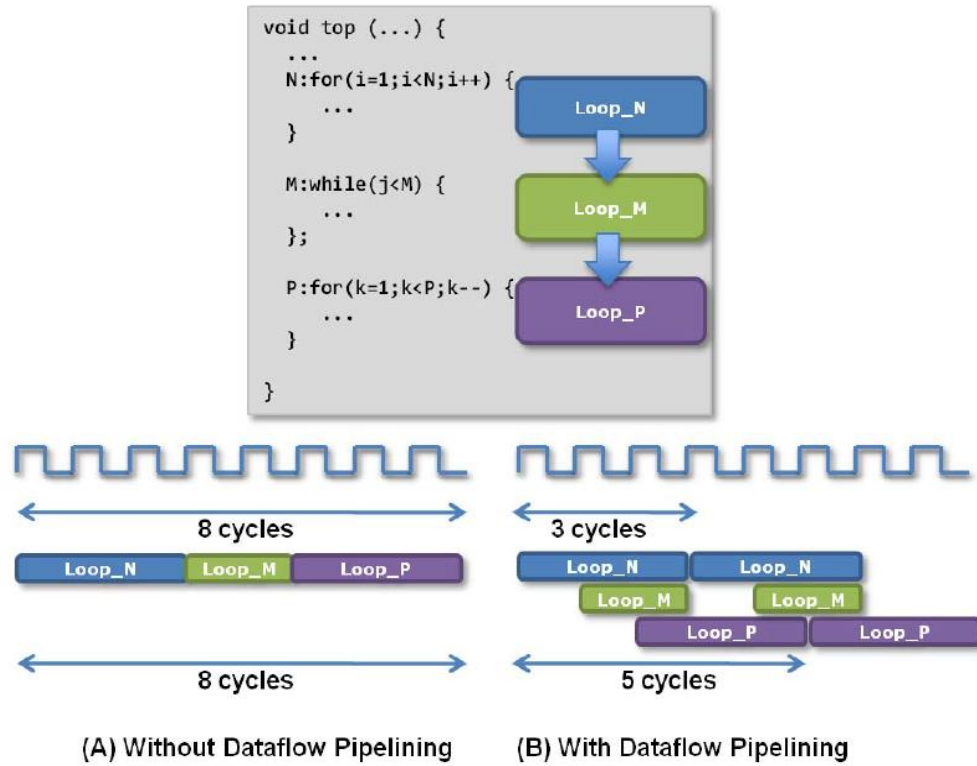 void top (...) {
...
N:for(i=1;i<N;i++) {
...
}
M:while(j<M) {
...
};
P:for(k=1;k<P;k--) {
...
}
}
Loop_N
Loop_M
Loop_P
8 cycles
Loop_N Loop_M Loop_P
8 cycles
(A) Without Dataflow Pipelining
3 cycles
Loop_N Loop_N
Loop_M Loop_M
Loop_P Loop_P
5 cycles
(B) With Dataflow Pipelining